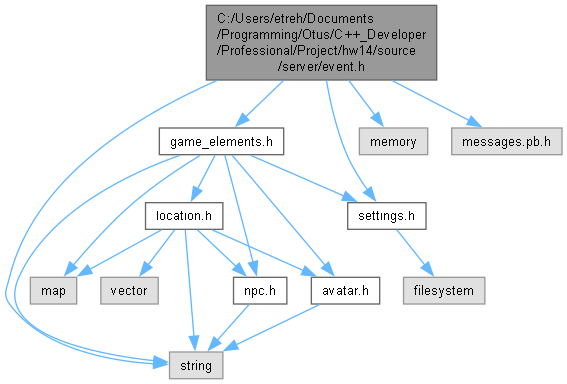 C:/Users/etreh/Documents
/Programming/Otus/C++_Developer
/Professional/Project/hw14/source
/server/event.h
game_elements.h
memory
messages.pb.h
location.h
settings.h
map
vector
npc.h
avatar.h
filesystem
string